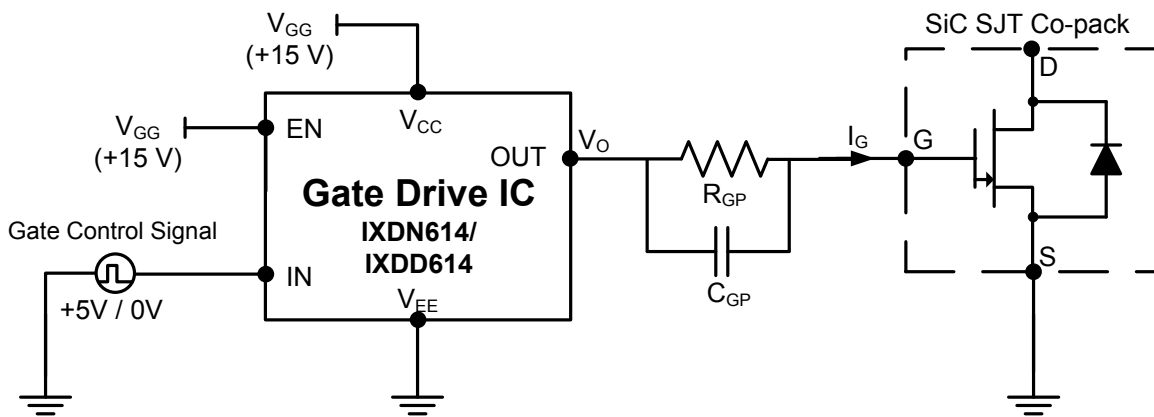 V_GG
(+15 V)
SiC SJT Co-pack
D
V_GG
(+15 V)
EN
V_CC
OUT
V_O
I_G
G
Gate Drive IC
IXDN614/
IXDD614
R_GP
Gate Control Signal
IN
+5V / 0V
V_EE
C_GP
S